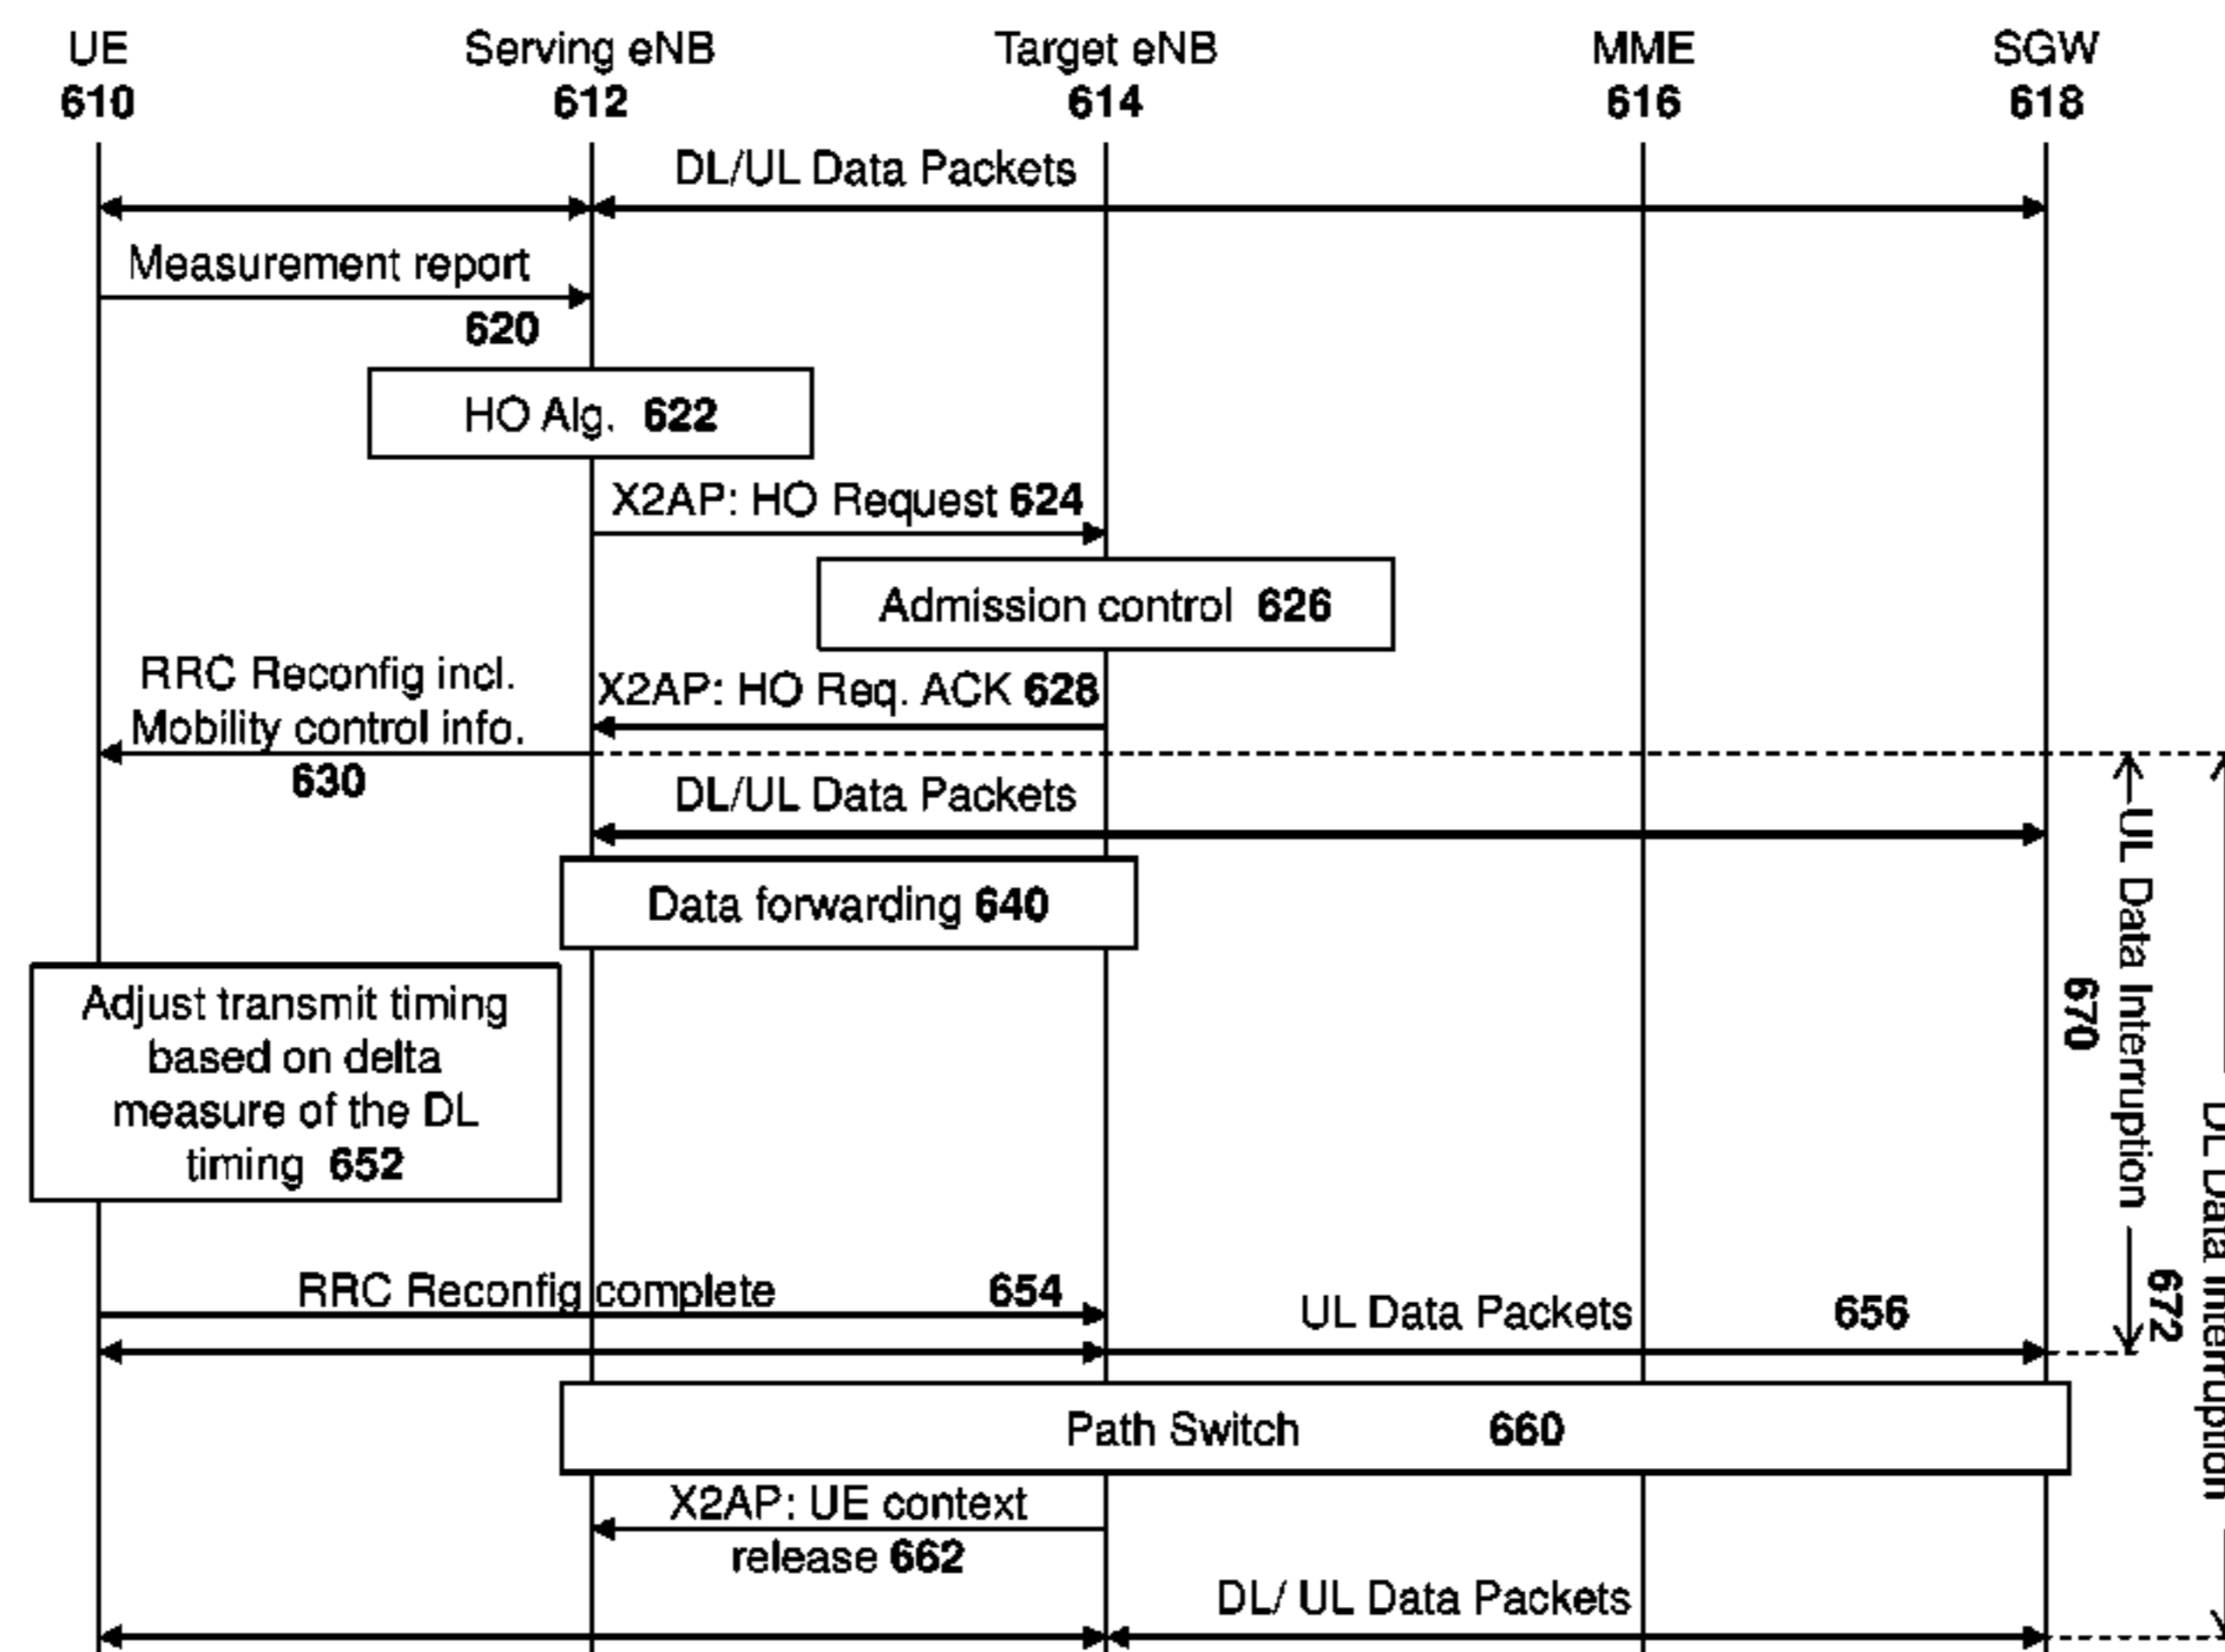 UE
610
Serving eNB
612
Target eNB
614
MME
616
SGW
618
DL/UL Data Packets
Measurement report
620
HO Alg. 622
X2AP: HO Request 624
Admission control 626
RRC Reconfig incl.
Mobility control info.
630
X2AP: HO Req. ACK 628
DL/UL Data Packets
Data forwarding 640
Adjust transmit timing
based on delta
measure of the DL
timing 652
UL Data Interruption
670
DL Data Interruption
672
RRC Reconfig complete 654
UL Data Packets 656
Path Switch 660
X2AP: UE context
release 662
DL/ UL Data Packets